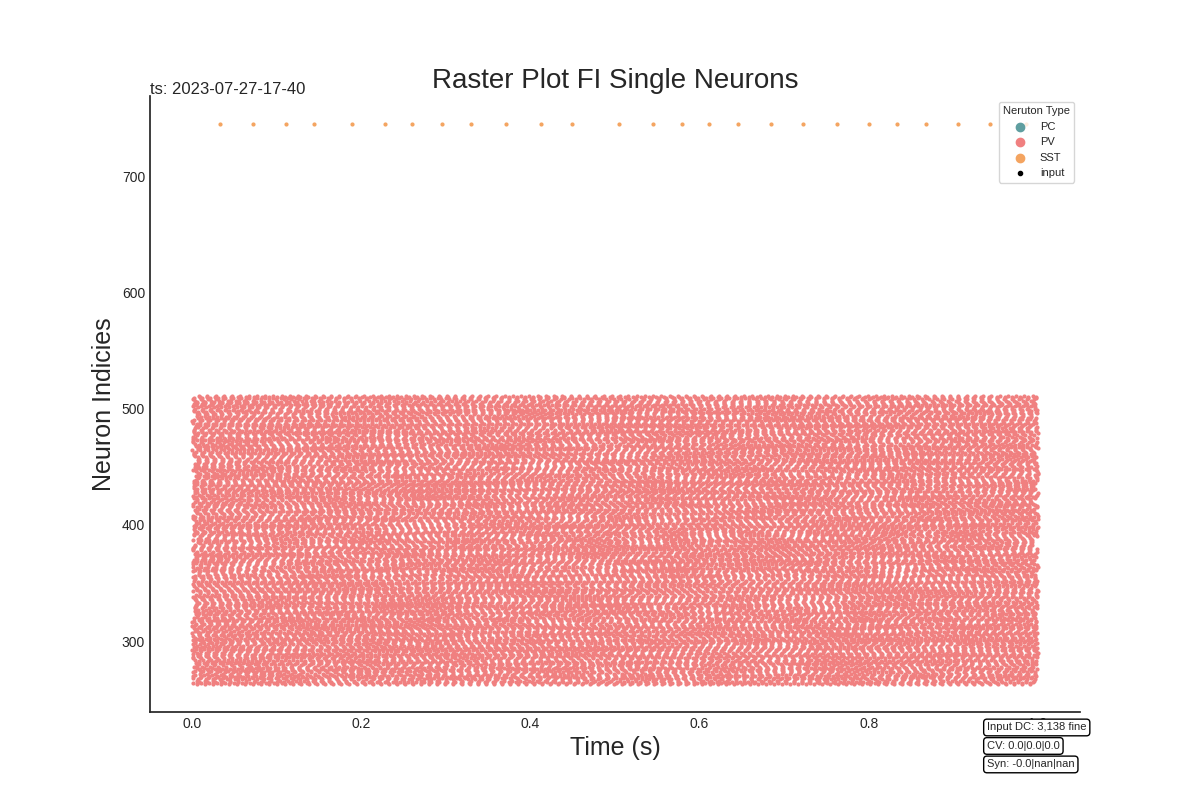 Raster Plot FI Single Neurons
ts: 2023-07-27-17-40
Neruton Type
PC
PV
SST
input
700
600
500
400
300
Neuron Indicies
0.0 0.2 0.4 0.6 0.8
Time (s)
Input DC: 3,138 fine
CV: 0.0|0.0|0.0
Syn: -0.0|nan|nan